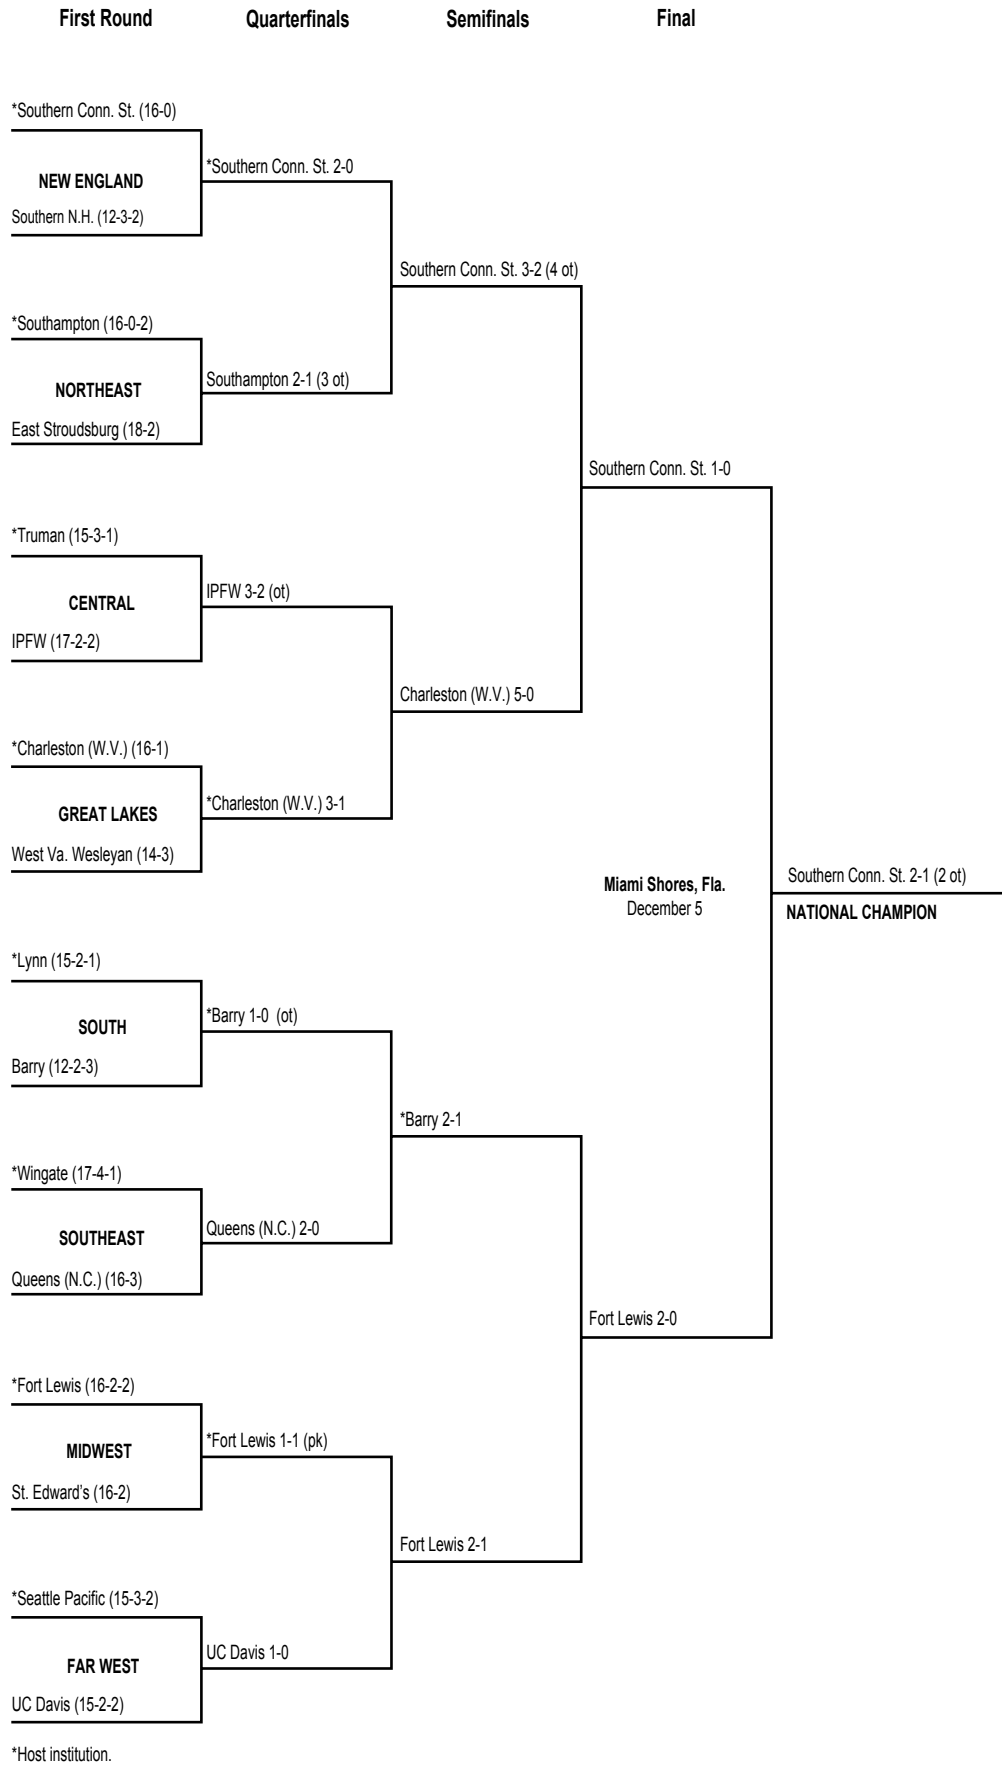 First Round Quarterfinals Semifinals Final
*Southern Conn. St. (16-0)
*Southern Conn. St. 2-0
NEW ENGLAND
Southern N.H. (12-3-2)
Southern Conn. St. 3-2 (4 ot)
*Southampton (16-0-2)
Southampton 2-1 (3 ot)
NORTHEAST
East Stroudsburg (18-2)
Southern Conn. St. 1-0
*Truman (15-3-1)
IPFW 3-2 (ot)
CENTRAL
IPFW (17-2-2)
Charleston (W.V.) 5-0
*Charleston (W.V.) (16-1)
*Charleston (W.V.) 3-1
GREAT LAKES
West Va. Wesleyan (14-3)
Southern Conn. St. 2-1 (2 ot)
Miami Shores, Fla.
December 5
NATIONAL CHAMPION
*Lynn (15-2-1)
*Barry 1-0 (ot)
SOUTH
Barry (12-2-3)
*Barry 2-1
*Wingate (17-4-1)
Queens (N.C.) 2-0
SOUTHEAST
Queens (N.C.) (16-3)
Fort Lewis 2-0
*Fort Lewis (16-2-2)
*Fort Lewis 1-1 (pk)
MIDWEST
St. Edward's (16-2)
Fort Lewis 2-1
*Seattle Pacific (15-3-2)
UC Davis 1-0
FAR WEST
UC Davis (15-2-2)
*Host institution.